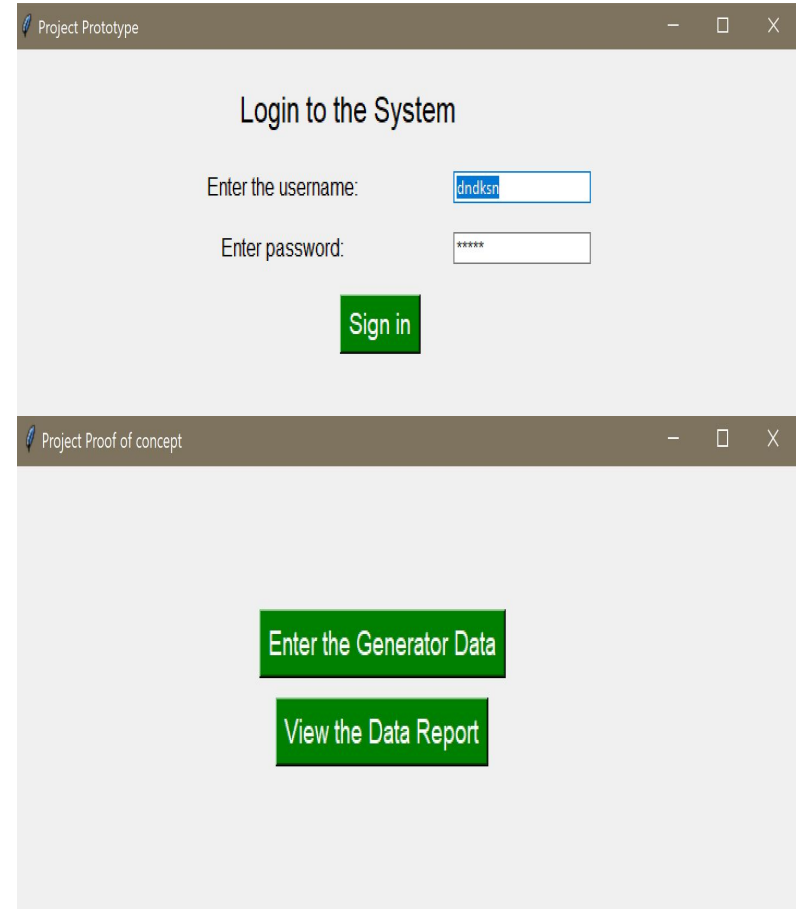 Project Prototype
Login to the System
Enter the username: dndksn
Enter password: *****
Sign in
Project Proof of concept
Enter the Generator Data
View the Data Report